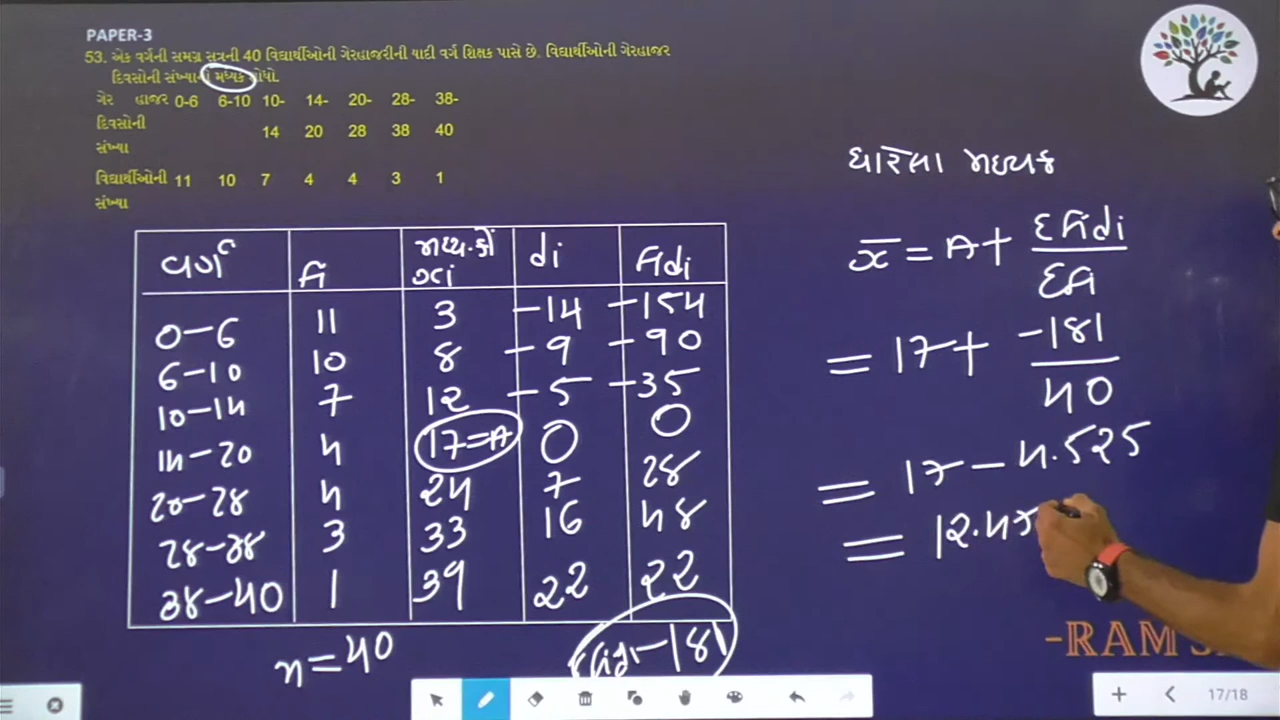 PAPER-3
53. એક વર્ગની સમગ્ર સત્રની 40 વિદ્યાર્થીઓની ગેરહાજરીની યાદી વર્ગ શિક્ષક પાસે છે. વિદ્યાર્થીઓની ગેરહાજર
દિવસોની સંખ્યાનો મધ્યક શોધો.
ગેર હાજર 0-6 6-10 10- 14- 20- 28- 38-
દિવસોની 14 20 28 38 40
સંખ્યા
વિદ્યાર્થીઓની 11 10 7 4 4 3 1
સંખ્યા
ધારેલા મધ્યક
વર્ગ fi મધ્ય.કીં xi di fidi
0-6 11 3 -14 -154
6-10 10 8 -9 -90
10-14 7 12 -5 -35
14-20 4 17=A 0 0
20-28 4 24 7 28
28-38 3 33 16 48
38-40 1 39 22 22
n=40
Σfidi-181
x̄ = A + Σfidi / Σfi
= 17 + -181 / 40
= 17 - 4.525
= 12.47
-RAM S
17/18